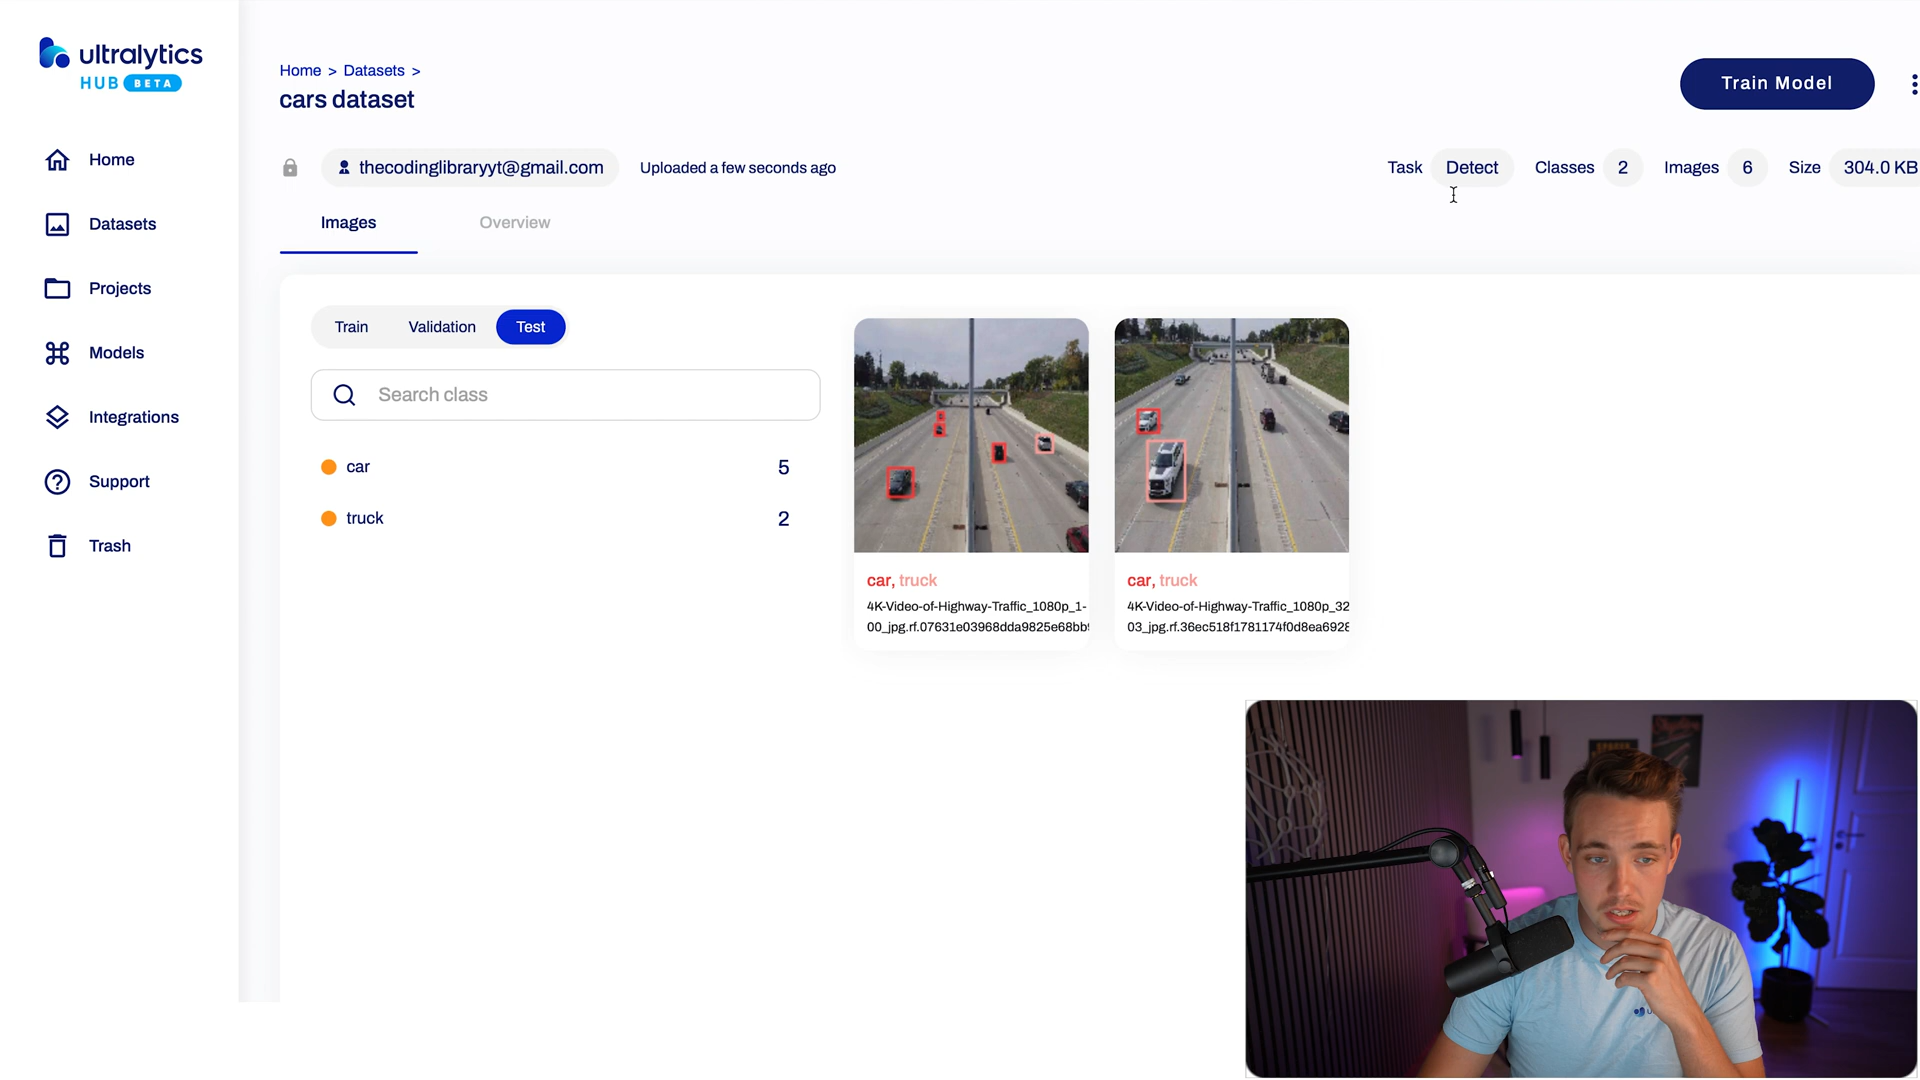 ultralytics
HUB BETA
Home
Datasets
Projects
Models
Integrations
Support
Trash
Home > Datasets >
cars dataset
Train Model
thecodinglibraryyt@gmail.com
Uploaded a few seconds ago
Task Detect Classes 2 Images 6 Size 304.0 KB
Images
Overview
Train
Validation
Test
Search class
car 5
truck 2
car, truck
4K-Video-of-Highway-Traffic_1080p_1-
00_jpg.rf.07631e03968dda9825e68bb
car, truck
4K-Video-of-Highway-Traffic_1080p_32
03_jpg.rf.36ec518f1781174f0d8ea6928